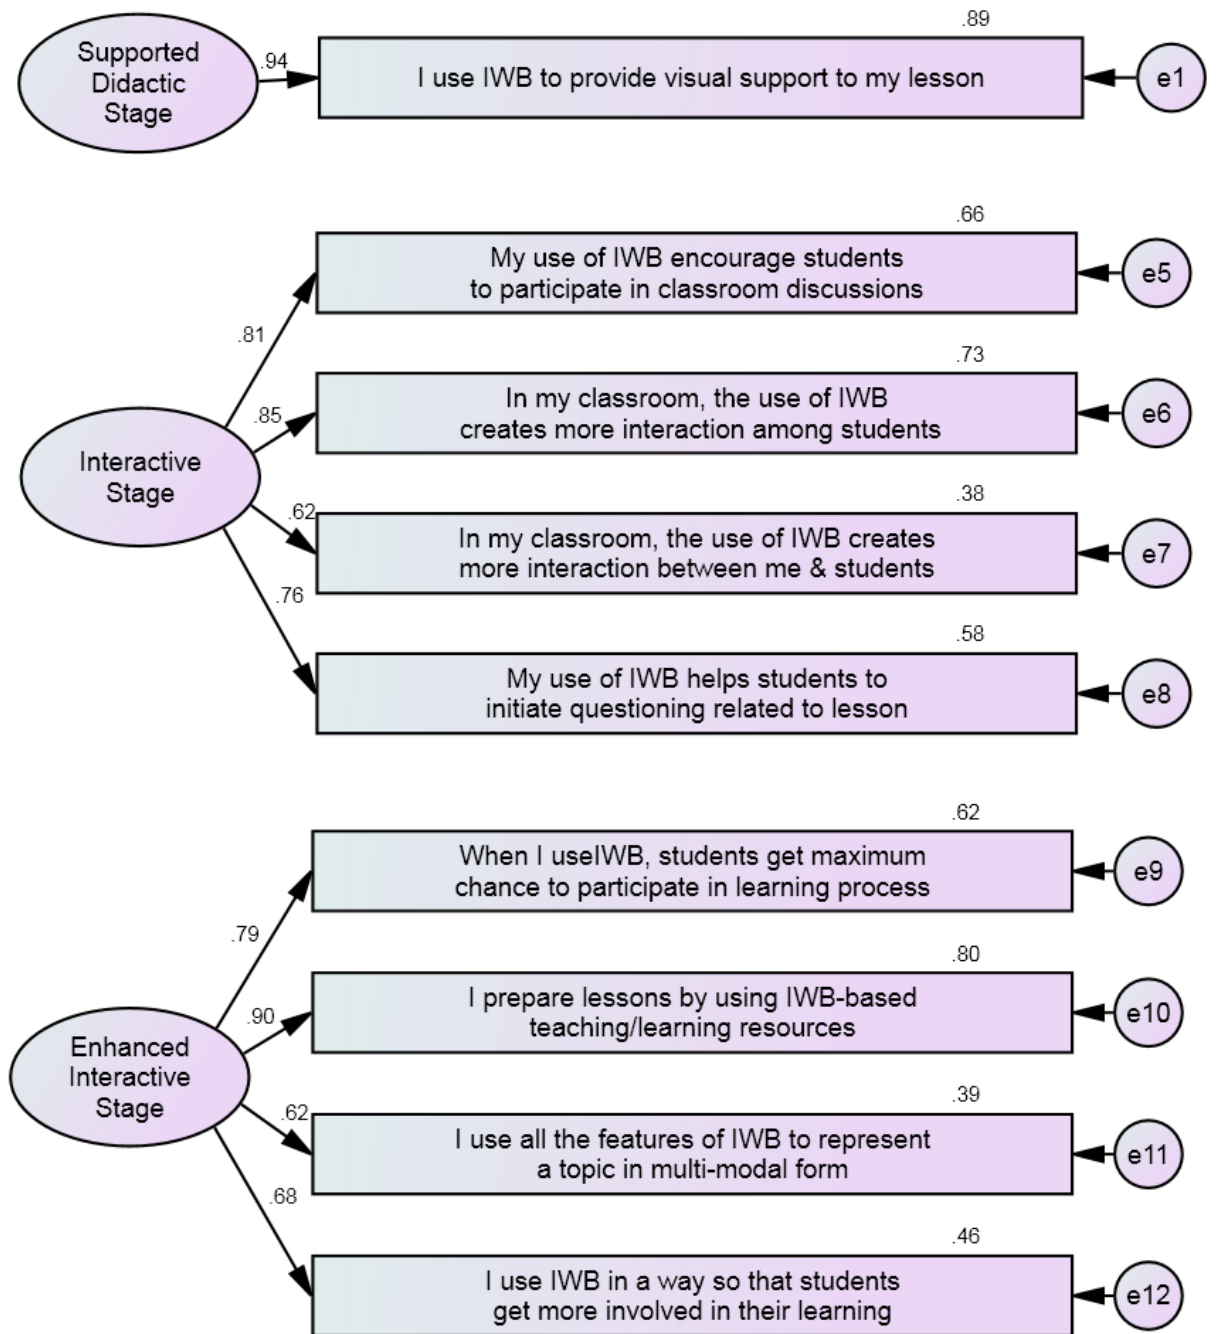 .89
Supported
Didactic
Stage
.94
I use IWB to provide visual support to my lesson
e1
.66
My use of IWB encourage students
to participate in classroom discussions
e5
.81
.73
In my classroom, the use of IWB
creates more interaction among students
e6
.85
Interactive
Stage
.38
In my classroom, the use of IWB creates
more interaction between me & students
e7
.62
.76
.58
My use of IWB helps students to
initiate questioning related to lesson
e8
.62
When I useIWB, students get maximum
chance to participate in learning process
e9
.79
.80
I prepare lessons by using IWB-based
teaching/learning resources
e10
.90
Enhanced
Interactive
Stage
.39
I use all the features of IWB to represent
a topic in multi-modal form
e11
.62
.68
.46
I use IWB in a way so that students
get more involved in their learning
e12